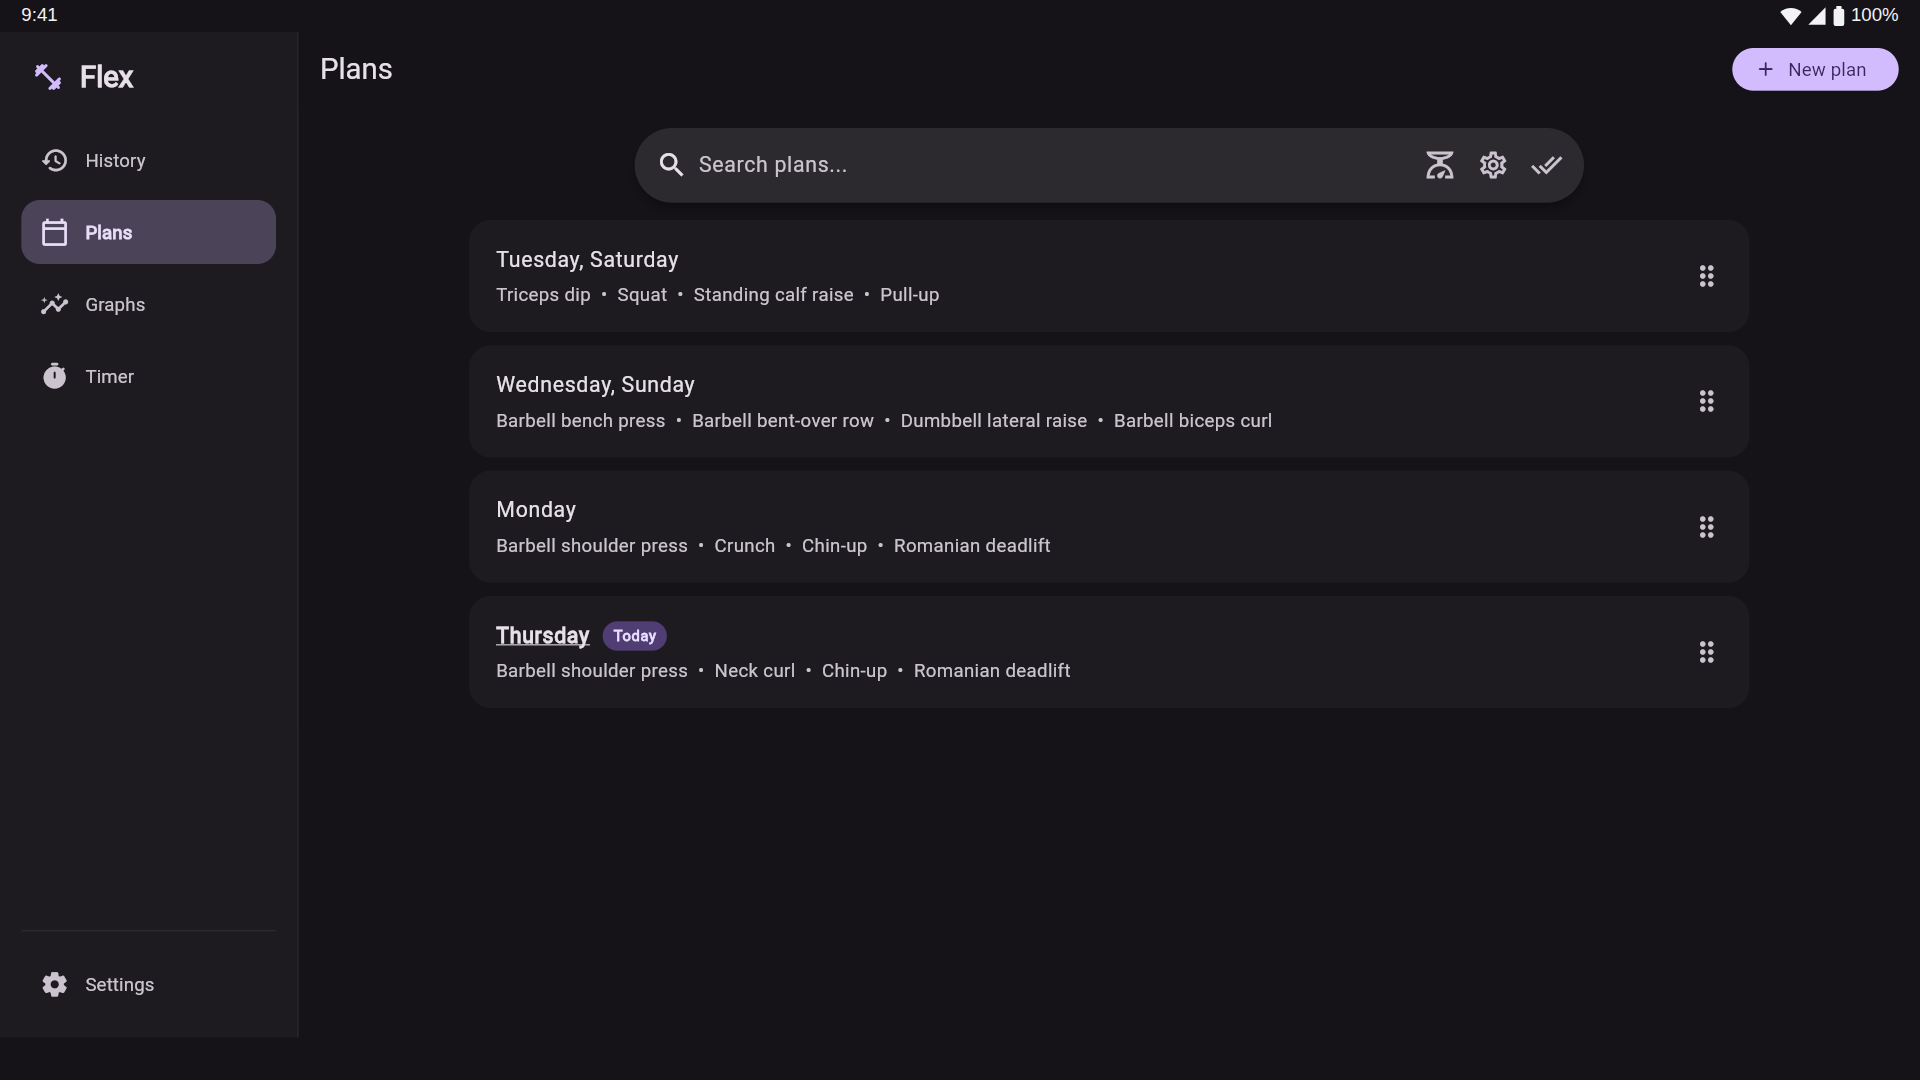 9:41
100%
Flex
Plans
New plan
History
Plans
Graphs
Timer
Search plans...
Tuesday, Saturday
Triceps dip • Squat • Standing calf raise • Pull-up
Wednesday, Sunday
Barbell bench press • Barbell bent-over row • Dumbbell lateral raise • Barbell biceps curl
Monday
Barbell shoulder press • Crunch • Chin-up • Romanian deadlift
Thursday Today
Barbell shoulder press • Neck curl • Chin-up • Romanian deadlift
Settings